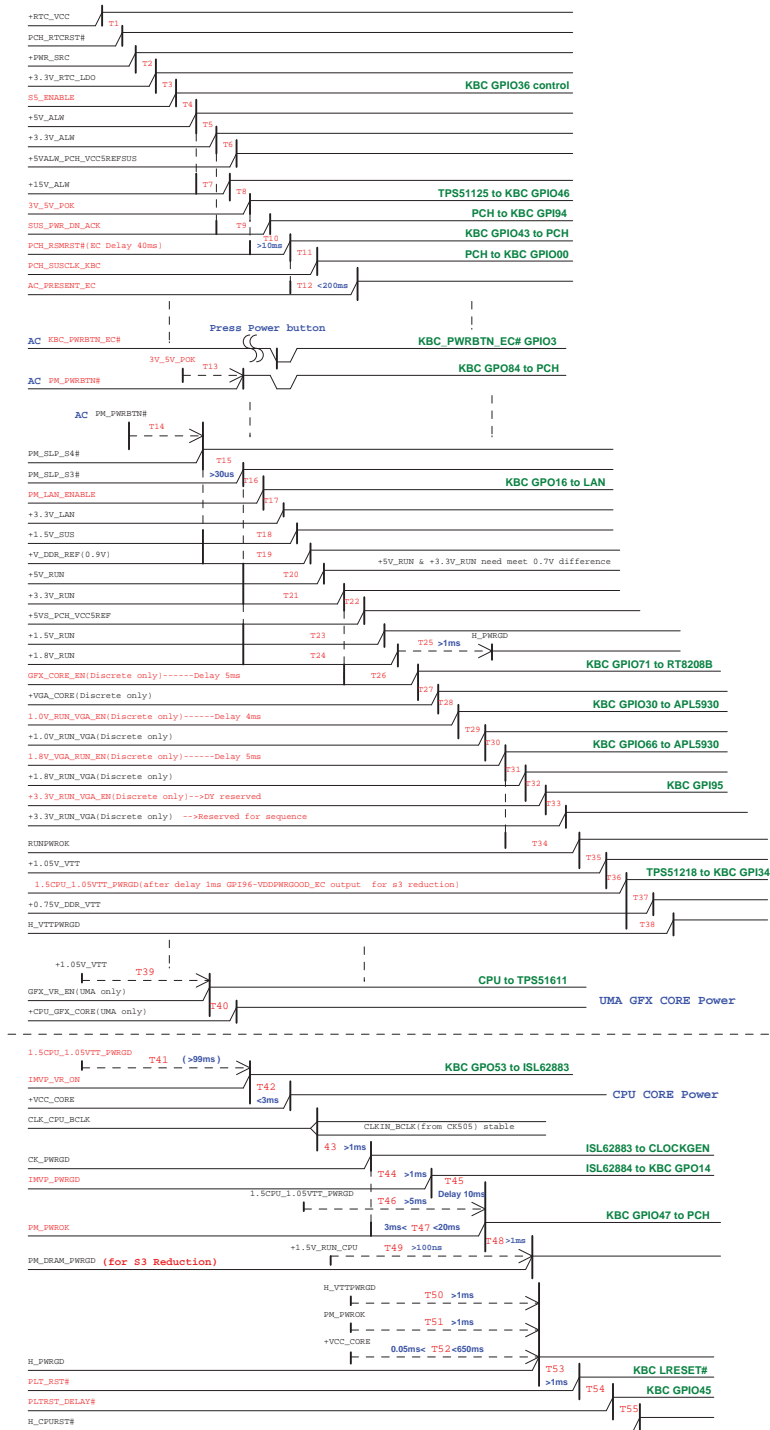 +RTC_VCC
T1
PCH_RTCRST#
+PWR_SRC
T2
+3.3V_RTC_LDO
T3
KBC GPIO36 control
S5_ENABLE
T4
+5V_ALW
T5
+3.3V_ALW
T6
+5VALW_PCH_VCC5REFSUS
T7
+15V_ALW
T8
TPS51125 to KBC GPIO46
3V_5V_POK
PCH to KBC GPI94
SUS_PWR_DN_ACK
T9
T10
KBC GPIO43 to PCH
PCH_RSMRST#(EC Delay 40ms)
>10ms
T11
PCH to KBC GPIO00
PCH_SUSCLK_KBC
AC_PRESENT_EC
T12 <200ms
Press Power button
AC KBC_PWRBTN_EC#
KBC_PWRBTN_EC# GPIO3
3V_5V_POK
T13
KBC GPO84 to PCH
AC PM_PWRBTN#
AC PM_PWRBTN#
T14
PM_SLP_S4#
T15
PM_SLP_S3#
>30us
T16
KBC GPO16 to LAN
PM_LAN_ENABLE
T17
+3.3V_LAN
+1.5V_SUS
T18
+V_DDR_REF(0.9V)
T19
+5V_RUN & +3.3V_RUN need meet 0.7V difference
+5V_RUN
T20
+3.3V_RUN
T21
T22
+5VS_PCH_VCC5REF
+1.5V_RUN
T23
T25 >1ms
H_PWRGD
+1.8V_RUN
T24
KBC GPIO71 to RT8208B
GFX_CORE_EN(Discrete only)------Delay 5ms
T26
+VGA_CORE(Discrete only)
T27
T28
KBC GPIO30 to APL5930
1.0V_RUN_VGA_EN(Discrete only)------Delay 4ms
+1.0V_RUN_VGA(Discrete only)
T29
T30
KBC GPIO66 to APL5930
1.8V_VGA_RUN_EN(Discrete only)------Delay 5ms
+1.8V_RUN_VGA(Discrete only)
T31
T32
KBC GPI95
+3.3V_RUN_VGA_EN(Discrete only)-->DY reserved
T33
+3.3V_RUN_VGA(Discrete only) -->Reserved for sequence
RUNPWROK
T34
+1.05V_VTT
T35
TPS51218 to KBC GPI34
T36
1.5CPU_1.05VTT_PWRGD(after delay 1ms GPI96-VDDPWRGOOD_EC output for s3 reduction)
+0.75V_DDR_VTT
T37
H_VTTPWRGD
T38
+1.05V_VTT
T39
CPU to TPS51611
GFX_VR_EN(UMA only)
T40
UMA GFX CORE Power
+CPU_GFX_CORE(UMA only)
1.5CPU_1.05VTT_PWRGD
T41 (>99ms)
KBC GPO53 to ISL62883
IMVP_VR_ON
T42
+VCC_CORE
<3ms
CPU CORE Power
CLK_CPU_BCLK
CLKIN_BCLK(from CK505) stable
43 >1ms
ISL62883 to CLOCKGEN
CK_PWRGD
T44 >1ms
ISL62884 to KBC GPO14
IMVP_PWRGD
T45
1.5CPU_1.05VTT_PWRGD
T46 >5ms
Delay 10ms
KBC GPIO47 to PCH
PM_PWROK
3ms< T47 <20ms
T48 >1ms
+1.5V_RUN_CPU
T49 >100ns
PM_DRAM_PWRGD (for S3 Reduction)
H_VTTPWRGD
T50 >1ms
PM_PWROK
T51 >1ms
+VCC_CORE
0.05ms< T52 <650ms
H_PWRGD
T53
KBC LRESET#
PLT_RST#
>1ms
T54
KBC GPIO45
PLTRST_DELAY#
T55
H_CPURST#